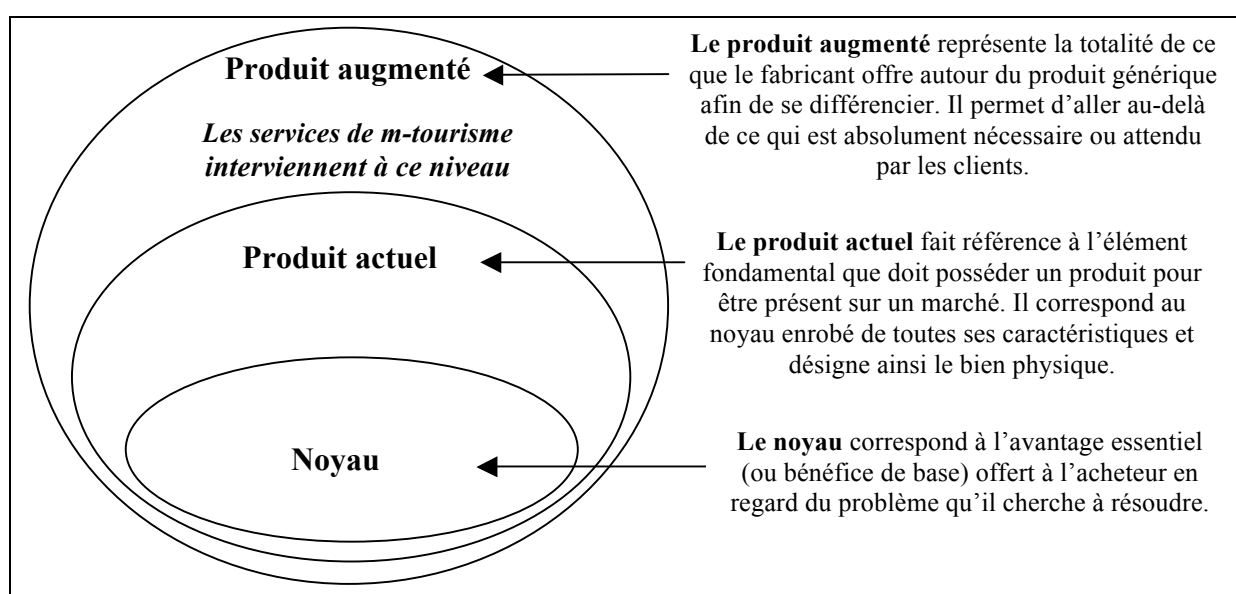 Produit augmenté
Les services de m-tourisme
interviennent à ce niveau
Produit actuel
Noyau
Le produit augmenté représente la totalité de ce
que le fabricant offre autour du produit générique
afin de se différencier. Il permet d’aller au-delà
de ce qui est absolument nécessaire ou attendu
par les clients.
Le produit actuel fait référence à l’élément
fondamental que doit posséder un produit pour
être présent sur un marché. Il correspond au
noyau enrobé de toutes ses caractéristiques et
désigne ainsi le bien physique.
Le noyau correspond à l’avantage essentiel
(ou bénéfice de base) offert à l’acheteur en
regard du problème qu’il cherche à résoudre.